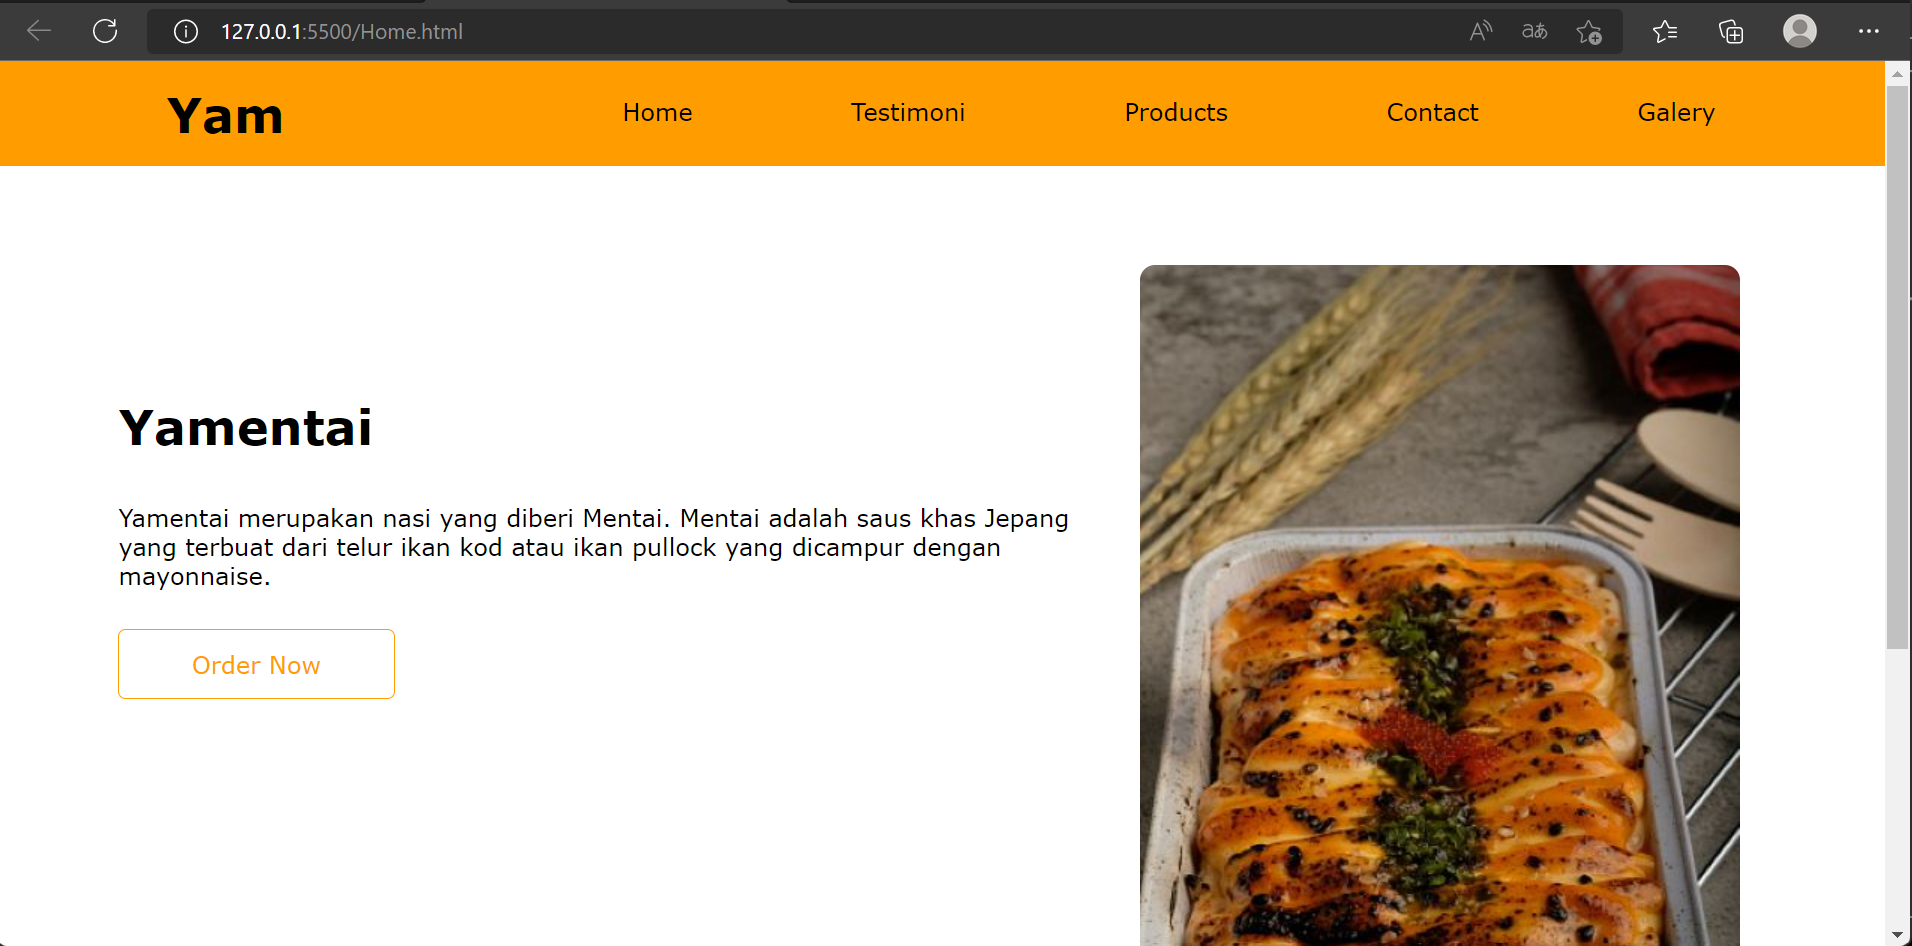 127.0.0.1:5500/Home.html
Yam
Home
Testimoni
Products
Contact
Galery
Yamentai
Yamentai merupakan nasi yang diberi Mentai. Mentai adalah saus khas Jepang
yang terbuat dari telur ikan kod atau ikan pullock yang dicampur dengan
mayonnaise.
Order Now